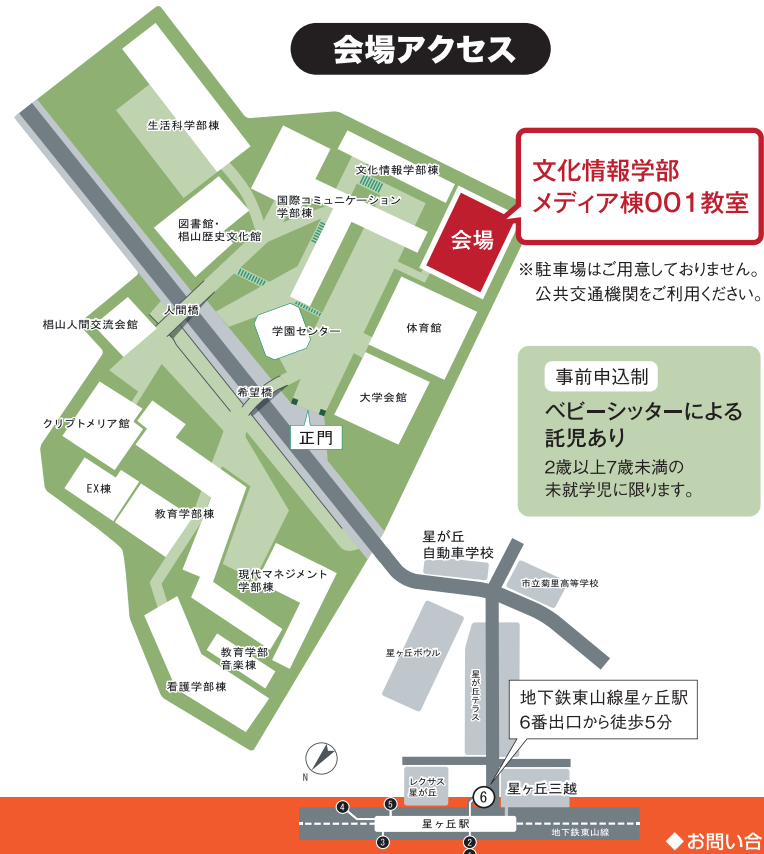 会場アクセス
生活科学部棟
文化情報学部棟
国際コミュニケーション
学部棟
図書館・
椙山歴史文化館
文化情報学部
メディア棟001教室
会場
※駐車場はご用意しておりません。
公共交通機関をご利用ください。
人間橋
椙山人間交流会館
学園センター
体育館
希望橋
大学会館
正門
クリプトメリア館
EX棟
教育学部棟
事前申込制
ベビーシッターによる
託児あり
2歳以上7歳未満の
未就学児に限ります。
現代マネジメント
学部棟
教育学部
音楽棟
看護学部棟
星が丘
自動車学校
市立菊里高等学校
星ヶ丘ボウル
星が丘テラス
地下鉄東山線星ヶ丘駅
6番出口から徒歩5分
N
レクサス
星が丘
6
星ヶ丘三越
4
5
星ヶ丘駅
3
2
1
地下鉄東山線
◆お問い合